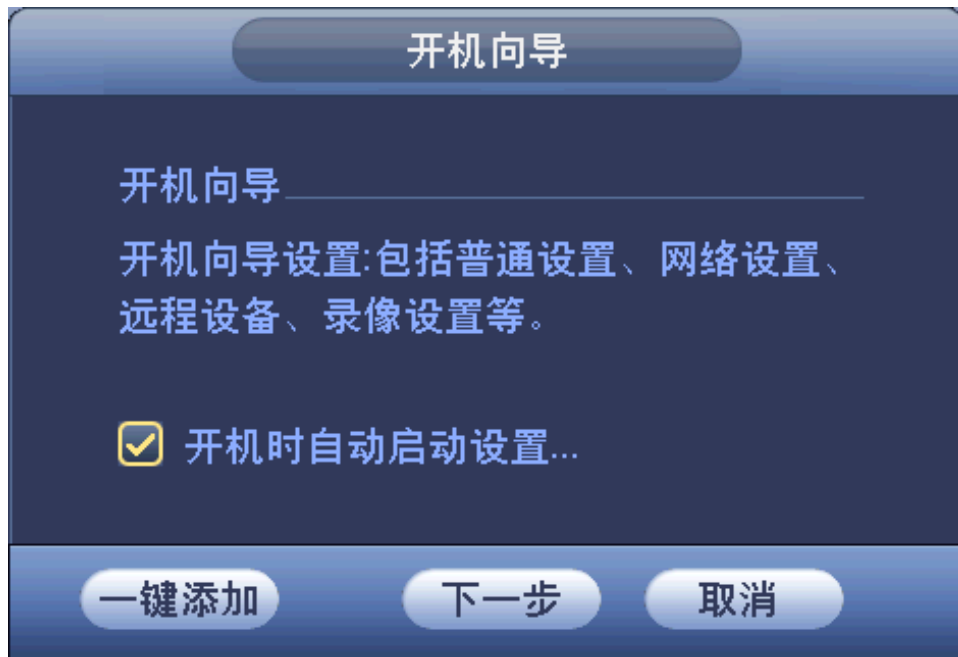 开机向导
开机向导
开机向导设置:包括普通设置、网络设置、
远程设备、录像设置等。
开机时自动启动设置...
一键添加 下一步 取消